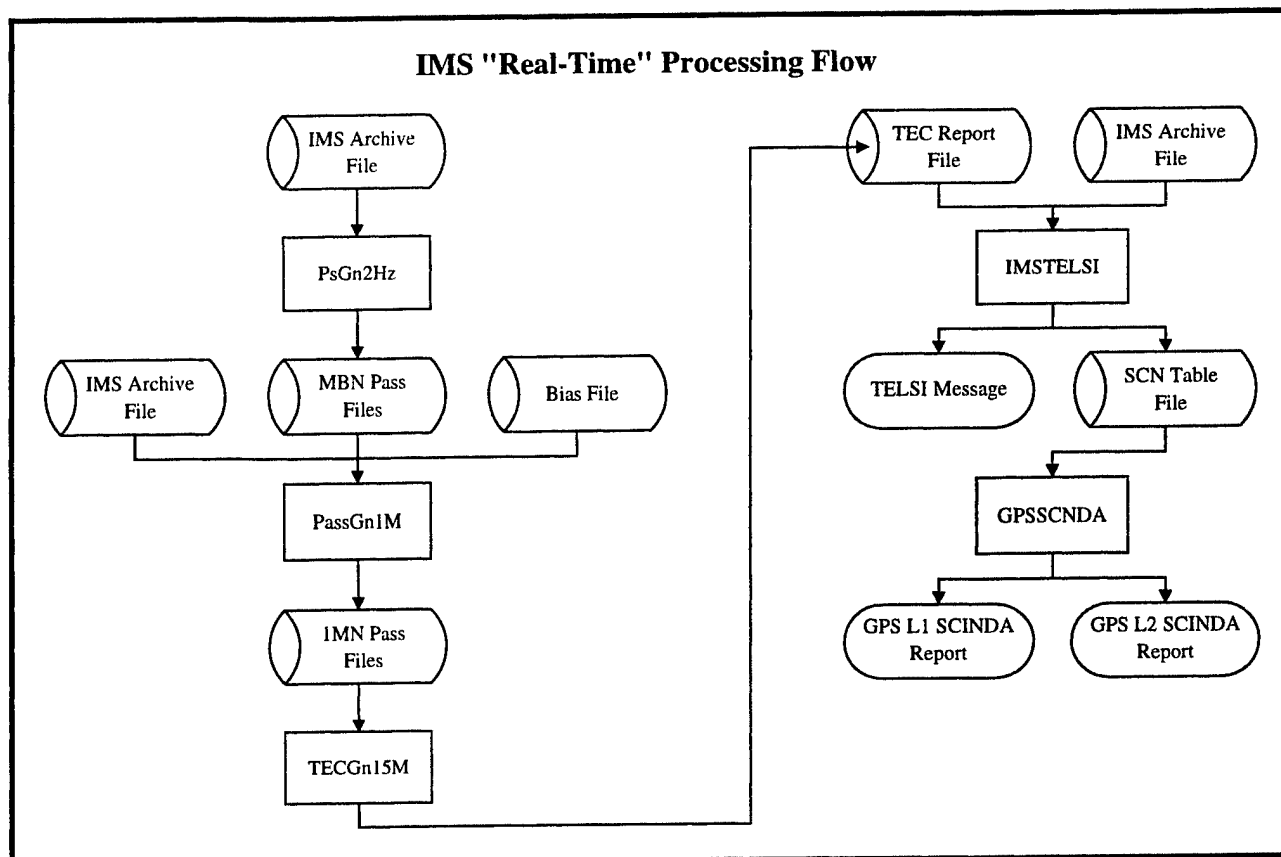 IMS "Real-Time" Processing Flow
IMS Archive
File
PsGn2Hz
IMS Archive
File
MBN Pass
Files
Bias File
PassGn1M
1MN Pass
Files
TECGn15M
TEC Report
File
IMS Archive
File
IMSTELSI
TELSI Message
SCN Table
File
GPSSCNDA
GPS L1 SCINDA
Report
GPS L2 SCINDA
Report